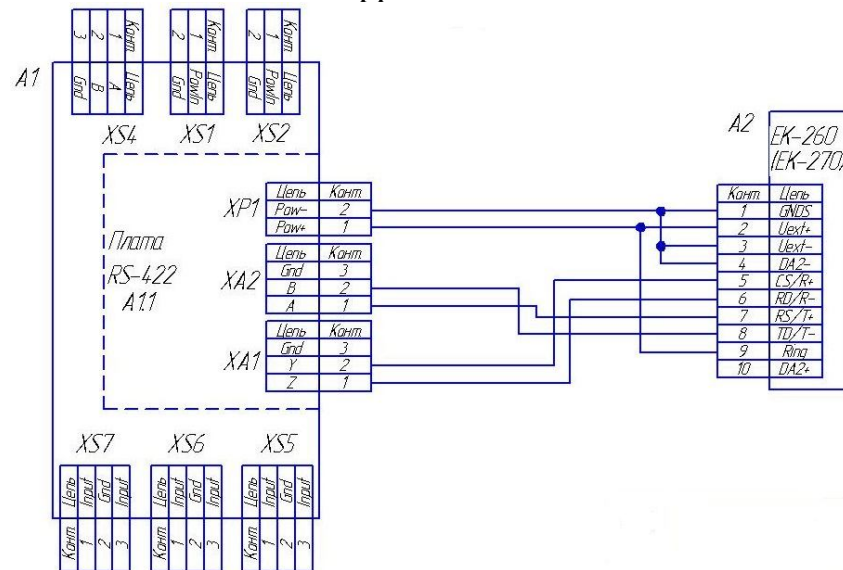 A1
Конт. Цепь
1 A
2 B
3 Gnd
XS4
Конт. Цепь
1 PowIn
2 Gnd
XS1
Конт. Цепь
1 PowIn
2 Gnd
XS2
Плата
RS-422
A1.1
XP1
Цепь Конт.
Pow- 2
Pow+ 1
XA2
Цепь Конт.
Gnd 3
B 2
A 1
XA1
Цепь Конт.
Gnd 3
Y 2
Z 1
A2
EK-260
(EK-270)
Конт. Цепь
1 GNDS
2 Uext+
3 Uext-
4 DA2-
5 CS/R+
6 RD/R-
7 RS/T+
8 TD/T-
9 Ring
10 DA2+
XS7
Конт. Цепь
1 Input
2 Gnd
3 Input
XS6
Конт. Цепь
1 Input
2 Gnd
3 Input
XS5
Конт. Цепь
1 Input
2 Gnd
3 Input